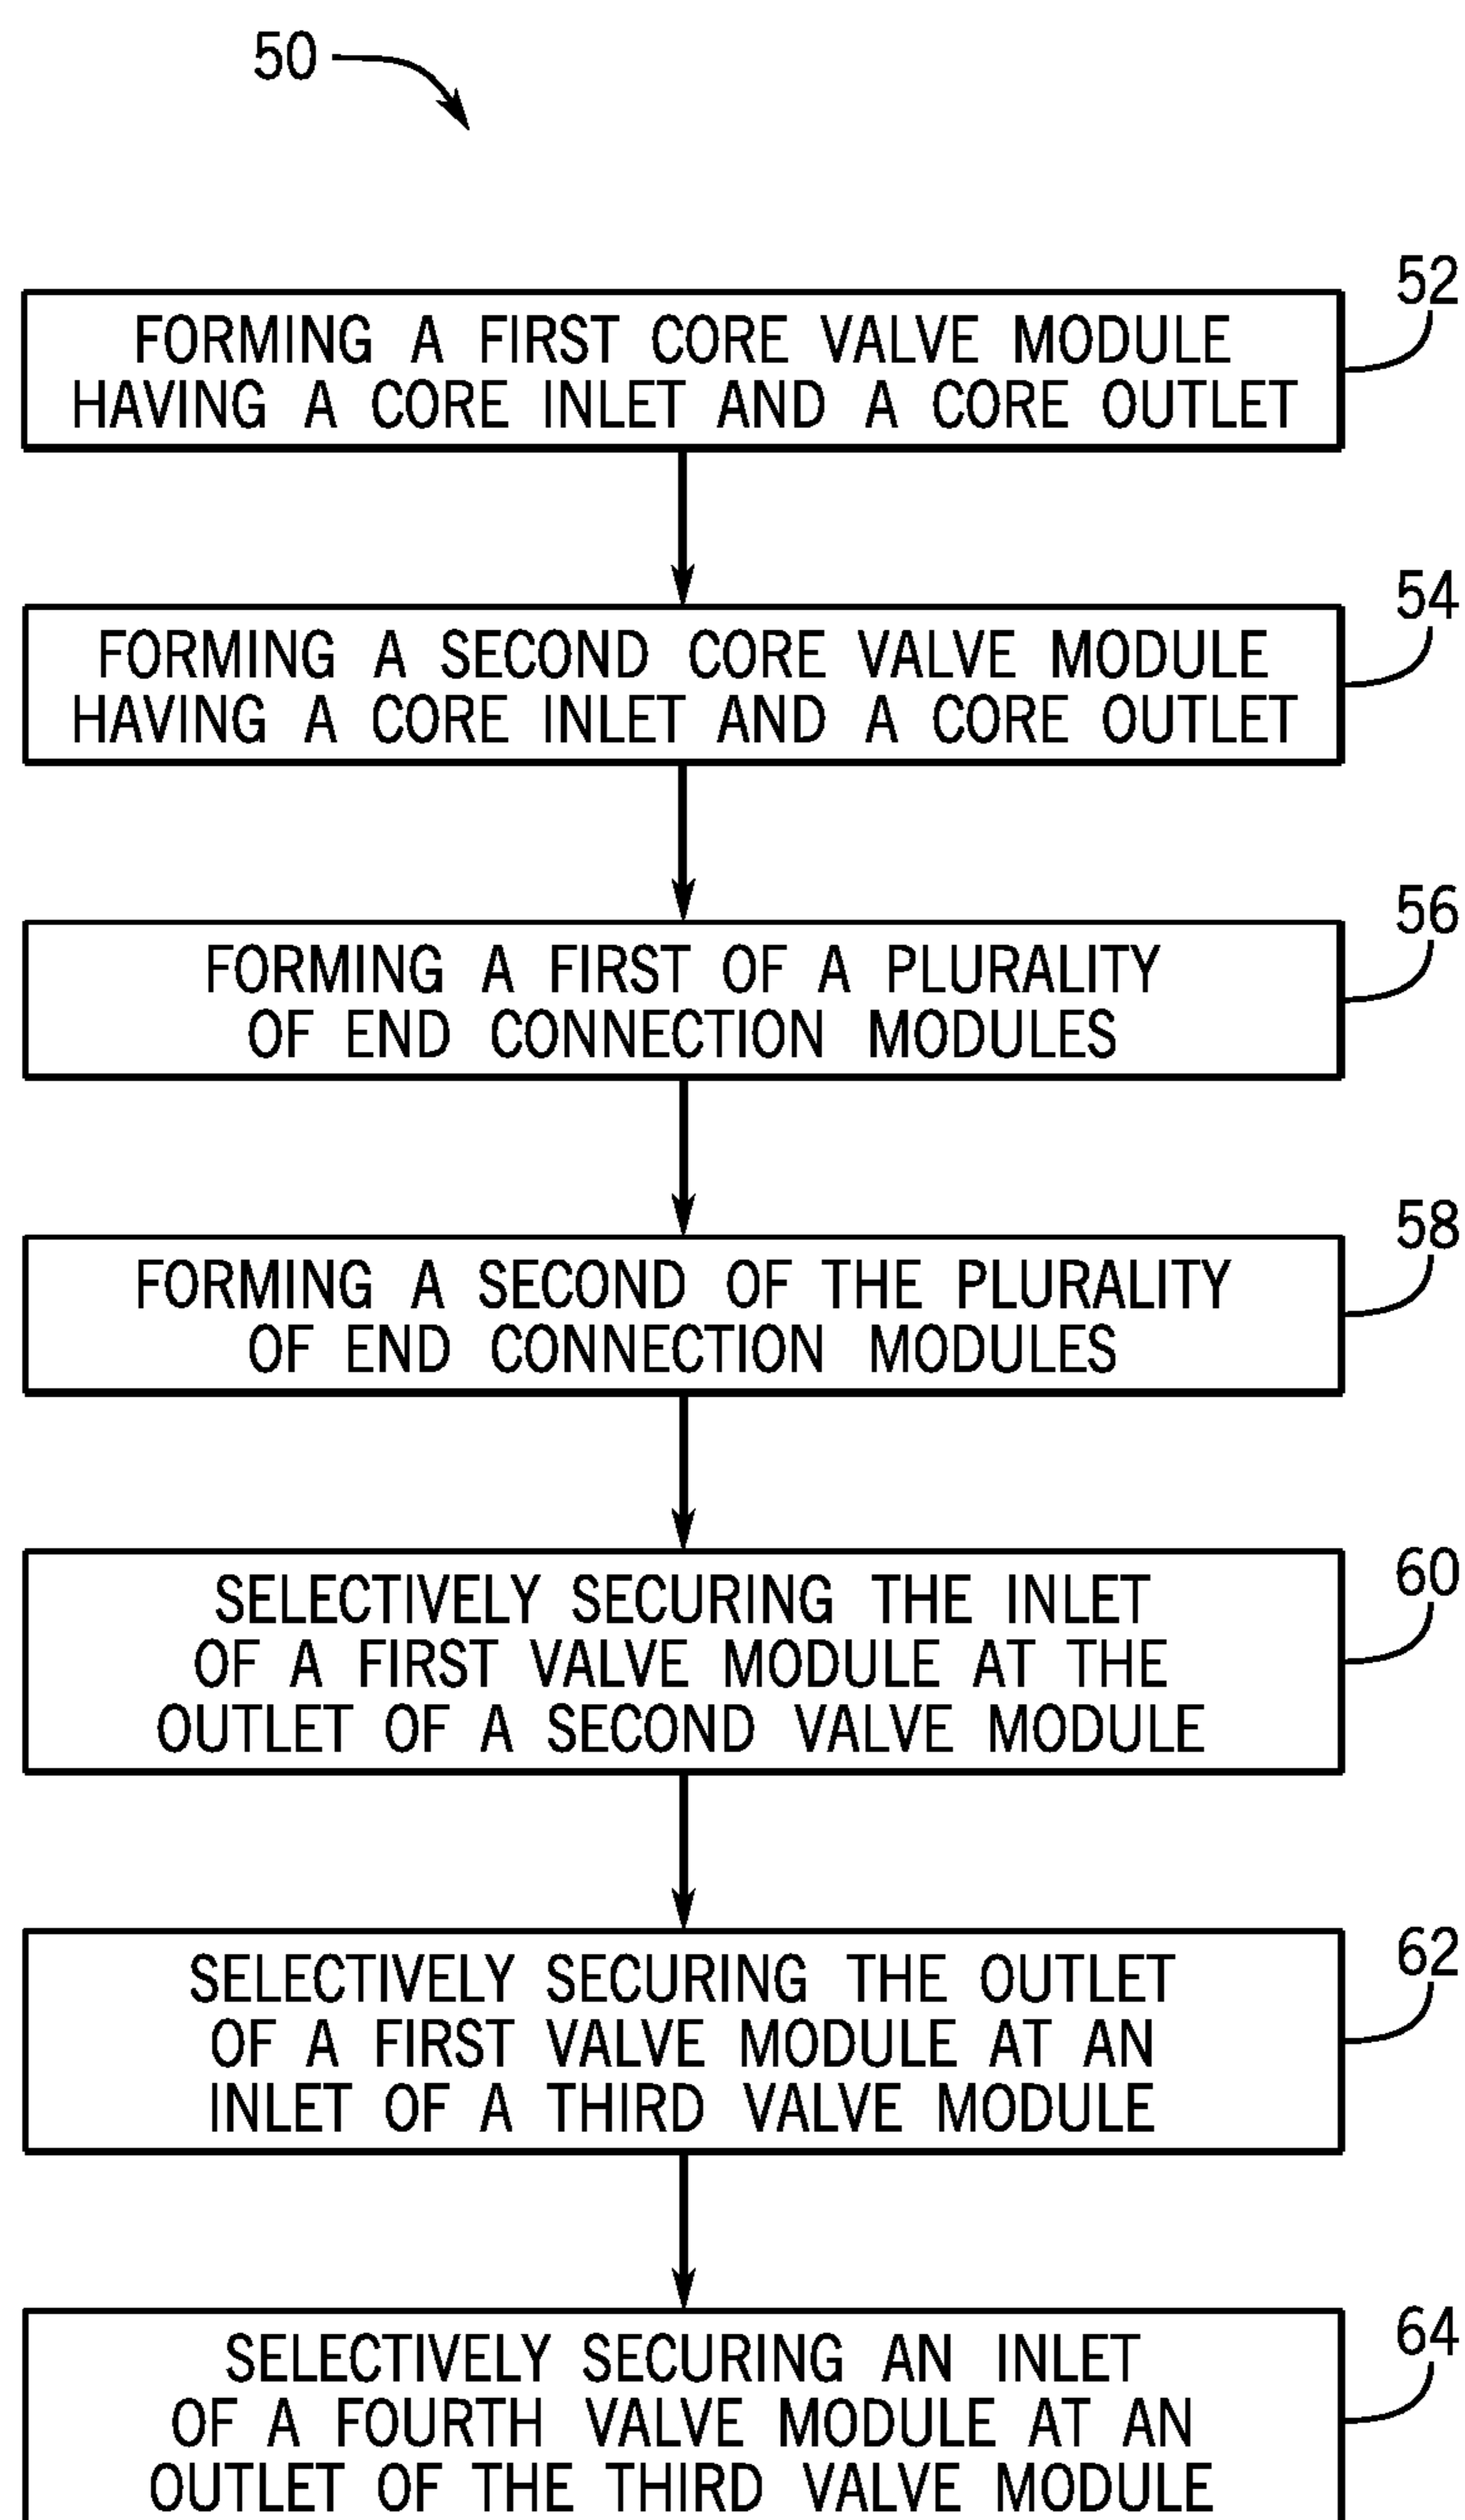 50
52
FORMING A FIRST CORE VALVE MODULE
HAVING A CORE INLET AND A CORE OUTLET
54
FORMING A SECOND CORE VALVE MODULE
HAVING A CORE INLET AND A CORE OUTLET
56
FORMING A FIRST OF A PLURALITY
OF END CONNECTION MODULES
58
FORMING A SECOND OF THE PLURALITY
OF END CONNECTION MODULES
60
SELECTIVELY SECURING THE INLET
OF A FIRST VALVE MODULE AT THE
OUTLET OF A SECOND VALVE MODULE
62
SELECTIVELY SECURING THE OUTLET
OF A FIRST VALVE MODULE AT AN
INLET OF A THIRD VALVE MODULE
64
SELECTIVELY SECURING AN INLET
OF A FOURTH VALVE MODULE AT AN
OUTLET OF THE THIRD VALVE MODULE